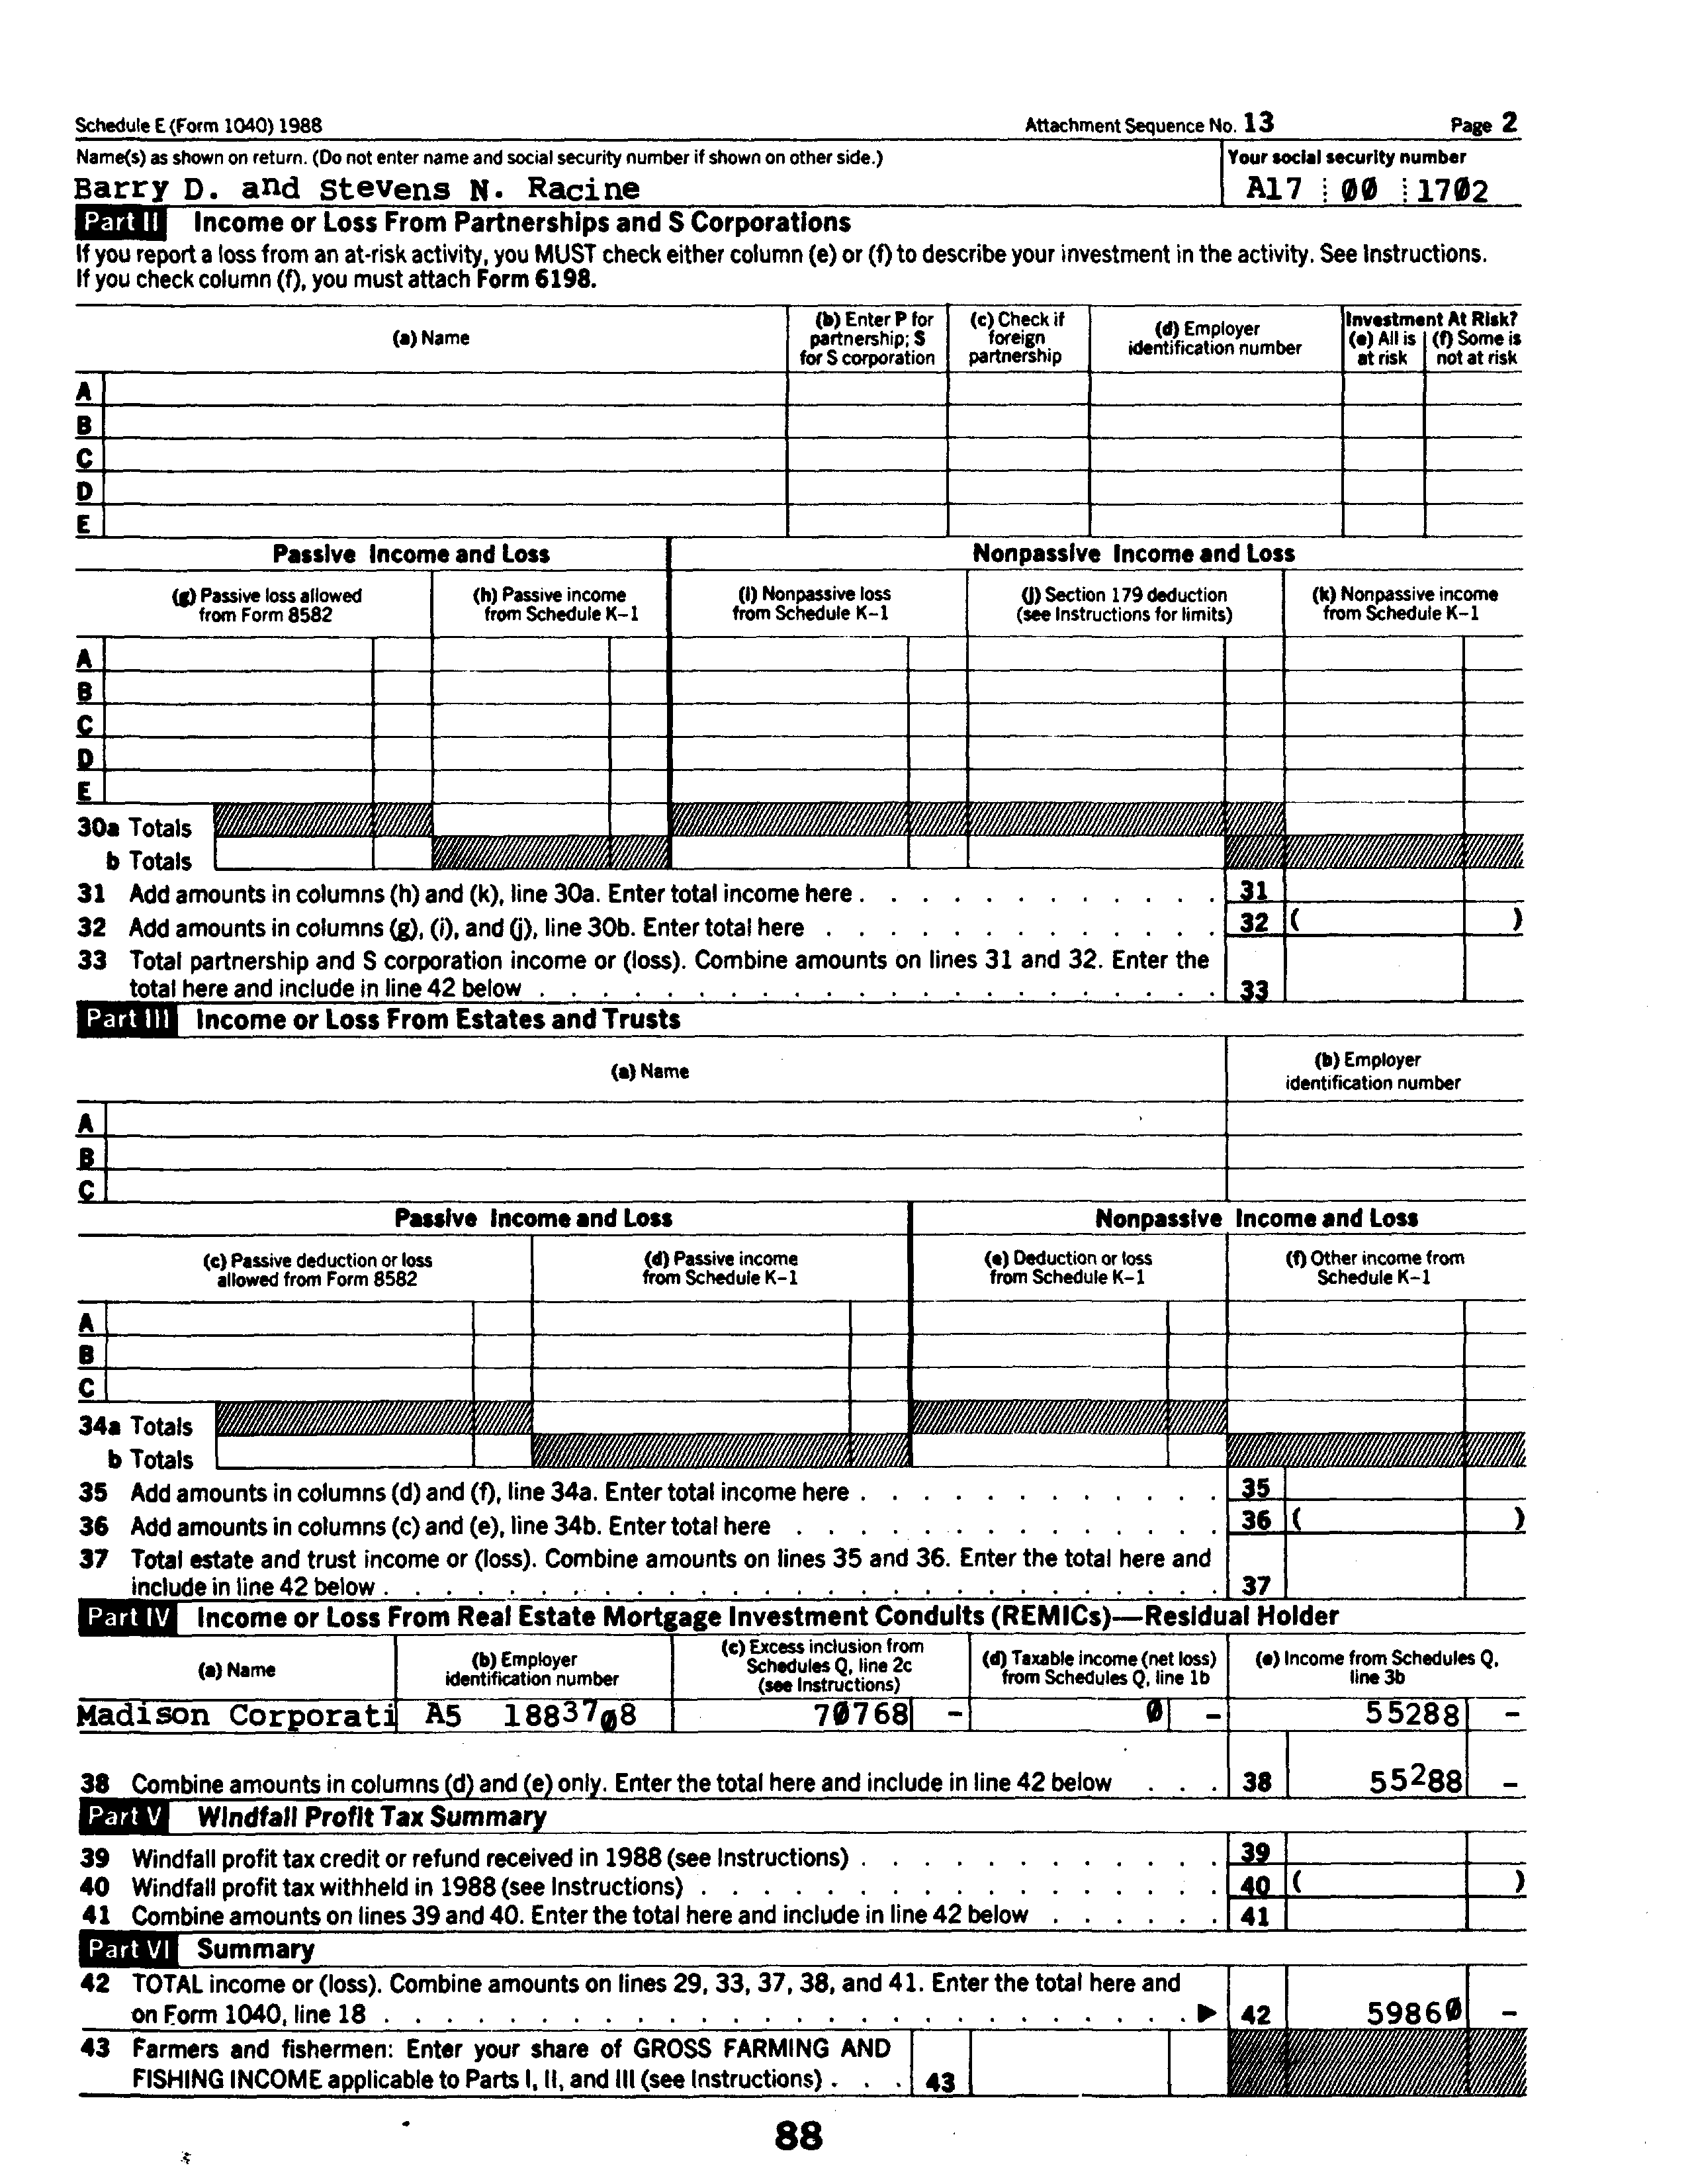 Schedule E (Form 1040) 1988 Attachment Sequence No. 13 Page 2
Name(s) as shown on return. (Do not enter name and social security number if shown on other side.) Your social security number
Barry D. and Stevens N. Racine A17 00 1702
Part II Income or Loss From Partnerships and S Corporations
If you report a loss from an at-risk activity, you MUST check either column (e) or (f) to describe your investment in the activity. See Instructions.
If you check column (f), you must attach Form 6198.
(a) Name
(b) Enter P for partnership; S for S corporation
(c) Check if foreign partnership
(d) Employer identification number
Investment At Risk?
(e) All is at risk
(f) Some is not at risk
A
B
C
D
E
Passive Income and Loss Nonpassive Income and Loss
(g) Passive loss allowed from Form 8582
(h) Passive income from Schedule K-1
(i) Nonpassive loss from Schedule K-1
(j) Section 179 deduction (see Instructions for limits)
(k) Nonpassive income from Schedule K-1
A
B
C
D
E
30a Totals
b Totals
31 Add amounts in columns (h) and (k), line 30a. Enter total income here . 31
32 Add amounts in columns (g), (i), and (j), line 30b. Enter total here . 32 ( )
33 Total partnership and S corporation income or (loss). Combine amounts on lines 31 and 32. Enter the
total here and include in line 42 below . 33
Part III Income or Loss From Estates and Trusts
(a) Name
(b) Employer identification number
A
B
C
Passive Income and Loss Nonpassive Income and Loss
(c) Passive deduction or loss allowed from Form 8582
(d) Passive income from Schedule K-1
(e) Deduction or loss from Schedule K-1
(f) Other income from Schedule K-1
A
B
C
34a Totals
b Totals
35 Add amounts in columns (d) and (f), line 34a. Enter total income here . 35
36 Add amounts in columns (c) and (e), line 34b. Enter total here . 36 ( )
37 Total estate and trust income or (loss). Combine amounts on lines 35 and 36. Enter the total here and
include in line 42 below . 37
Part IV Income or Loss From Real Estate Mortgage Investment Conduits (REMICs)—Residual Holder
(a) Name
(b) Employer identification number
(c) Excess inclusion from Schedules Q, line 2c (see Instructions)
(d) Taxable income (net loss) from Schedules Q, line 1b
(e) Income from Schedules Q, line 3b
Madison Corporati A5 1883708 70768 - 0 - 55288 -
38 Combine amounts in columns (d) and (e) only. Enter the total here and include in line 42 below . 38 55288 -
Part V Windfall Profit Tax Summary
39 Windfall profit tax credit or refund received in 1988 (see Instructions) . 39
40 Windfall profit tax withheld in 1988 (see Instructions) . 40 ( )
41 Combine amounts on lines 39 and 40. Enter the total here and include in line 42 below . 41
Part VI Summary
42 TOTAL income or (loss). Combine amounts on lines 29, 33, 37, 38, and 41. Enter the total here and
on Form 1040, line 18 . ▶ 42 59860 -
43 Farmers and fishermen: Enter your share of GROSS FARMING AND
FISHING INCOME applicable to Parts I, II, and III (see Instructions) . 43
88